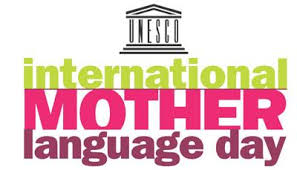 UNESCO
international
MOTHER
language day